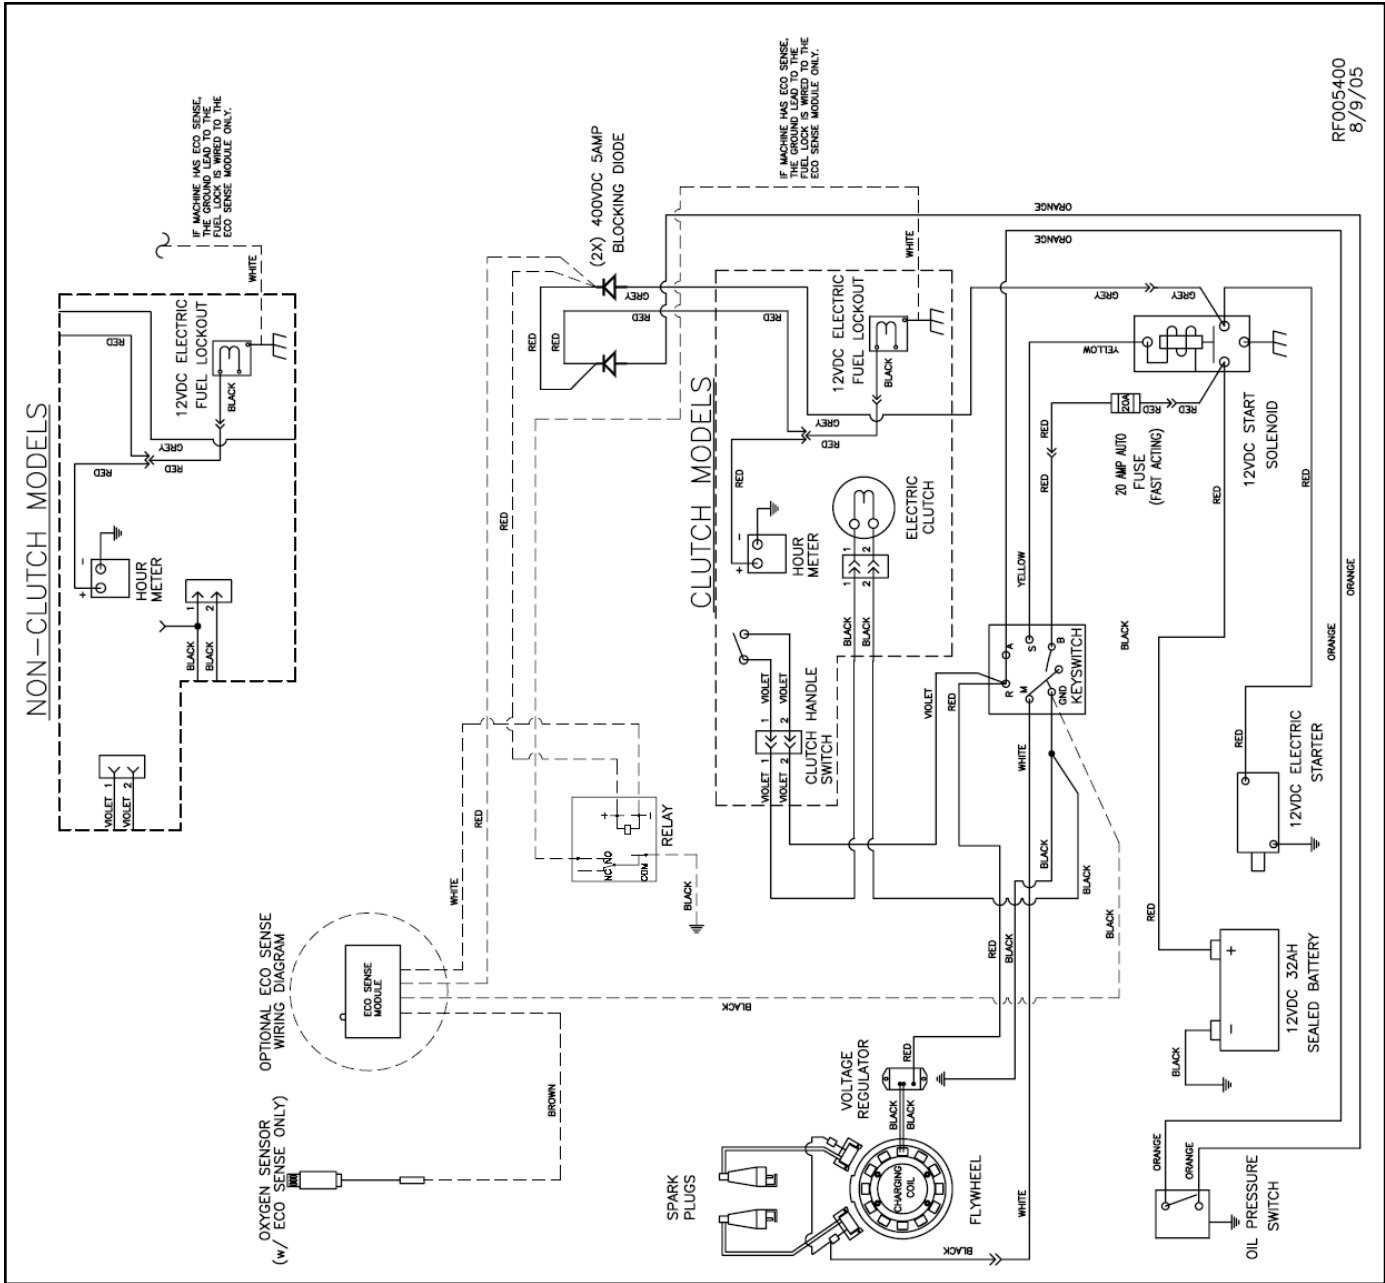 NON-CLUTCH MODELS
IF MACHINE HAS ECO SENSE,
THE GROUND LEAD TO THE
FUEL LOCK IS WIRED TO THE
ECO SENSE MODULE ONLY.
WHITE
12VDC ELECTRIC
FUEL LOCKOUT
BLACK
RED
GREY
RED
RED
+
-
HOUR
METER
1
2
BLACK
BLACK
VIOLET 1
VIOLET 2
OPTIONAL ECO SENSE
WIRING DIAGRAM
ECO SENSE
MODULE
OXYGEN SENSOR
(w/ ECO SENSE ONLY)
BROWN
WHITE
RED
RED
BLACK
RELAY
+
-
NC
NO
COM
BLACK
(2X) 400VDC 5AMP
BLOCKING DIODE
RED
RED
GREY
RED
RED
IF MACHINE HAS ECO SENSE,
THE GROUND LEAD TO THE
FUEL LOCK IS WIRED TO THE
ECO SENSE MODULE ONLY.
WHITE
CLUTCH MODELS
12VDC ELECTRIC
FUEL LOCKOUT
BLACK
GREY
RED
RED
+
-
HOUR
METER
ELECTRIC
CLUTCH
1
2
1
2
BLACK
BLACK
CLUTCH HANDLE
SWITCH
VIOLET 1
VIOLET 2
1 VIOLET
2 VIOLET
VIOLET
RED
WHITE
KEYSWITCH
R
A
M
S
GND
B
YELLOW
RED
RED
BLACK
BLACK
BLACK
BLACK
ORANGE
ORANGE
GREY
GREY
YELLOW
20A
RED
RED
20 AMP AUTO
FUSE
(FAST ACTING)
12VDC START
SOLENOID
RED
RED
ORANGE
ORANGE
RED
12VDC ELECTRIC
STARTER
RED
+
-
12VDC 32AH
SEALED BATTERY
BLACK
RED
BLACK
VOLTAGE
REGULATOR
RED
BLACK
BLACK
SPARK
PLUGS
CHARGING
COIL
FLYWHEEL
WHITE
BLACK
ORANGE
ORANGE
OIL PRESSURE
SWITCH
RF005400
8/9/05